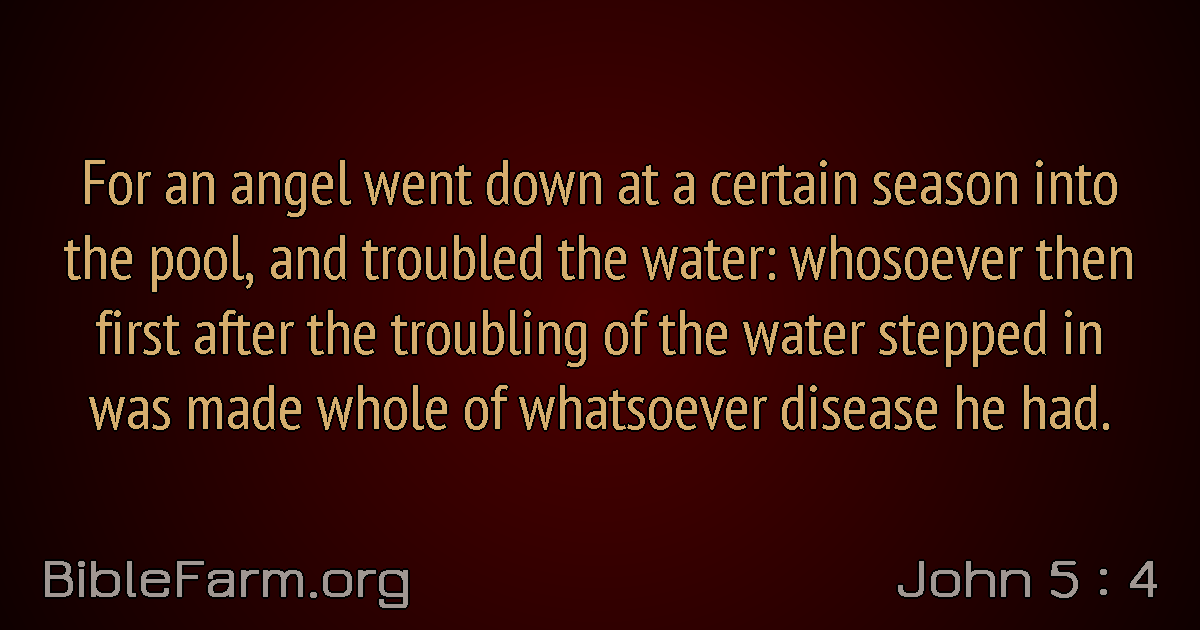 For an angel went down at a certain season into
the pool, and troubled the water: whosoever then
first after the troubling of the water stepped in
was made whole of whatsoever disease he had.
BibleFarm.org
John 5 : 4